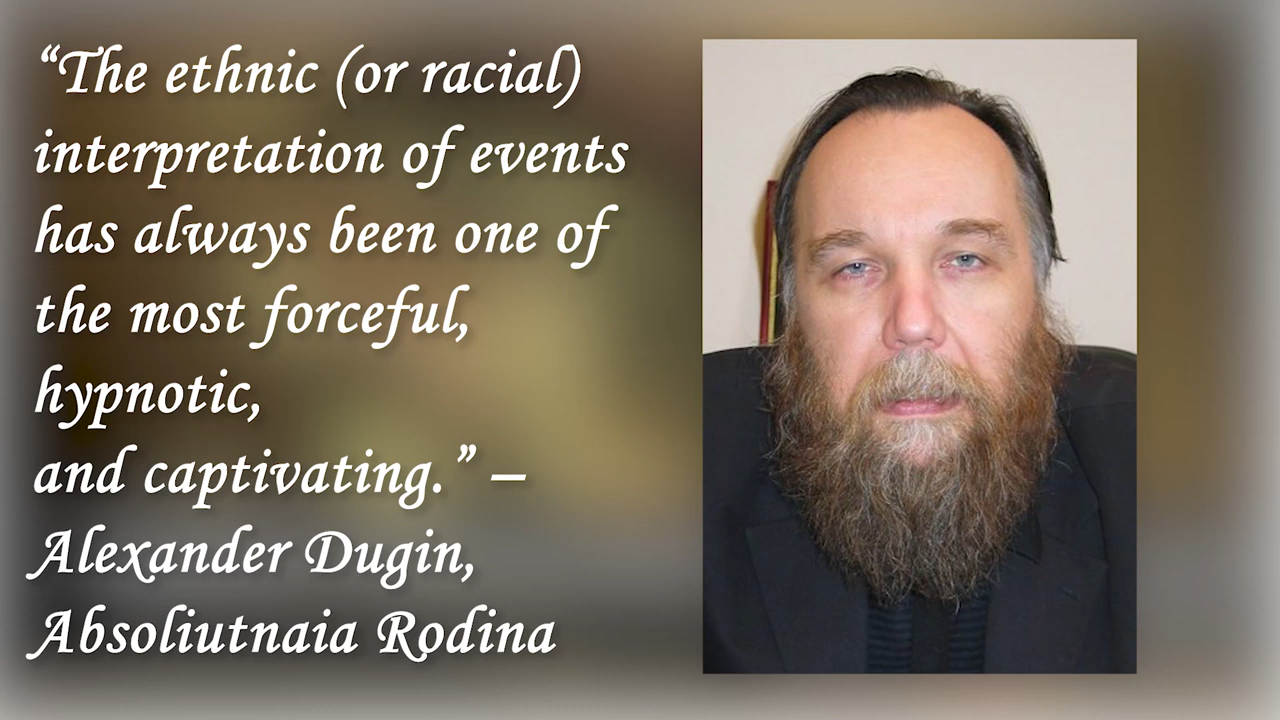 “The ethnic (or racial)
interpretation of events
has always been one of
the most forceful,
hypnotic,
and captivating.” –
Alexander Dugin,
Absoliutnaia Rodina